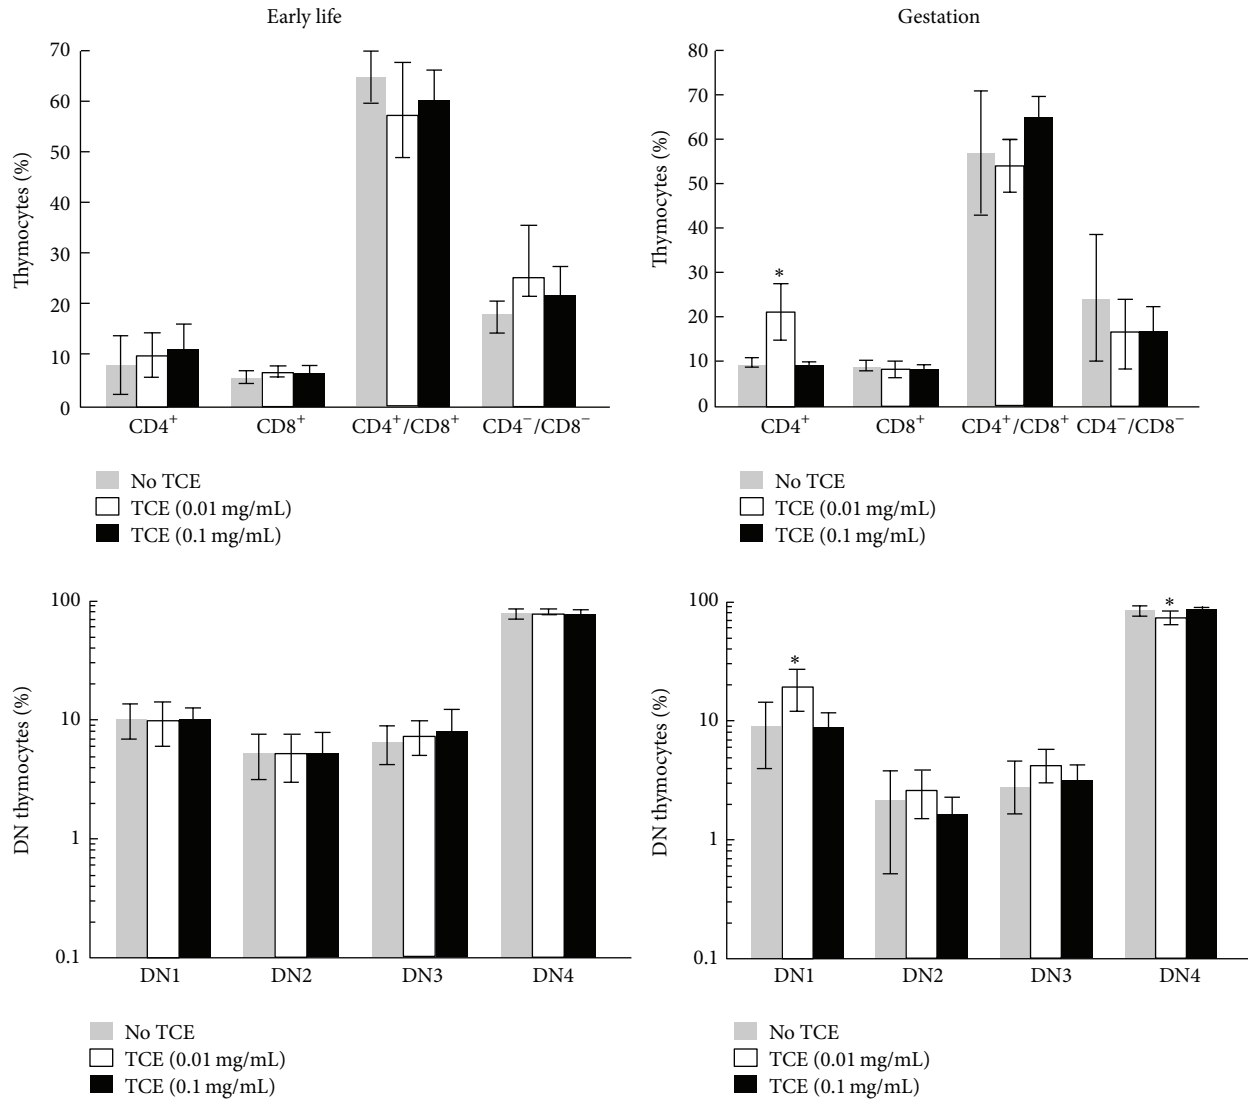 Early life
Thymocytes (%)
70
60
50
40
30
20
10
0
CD4⁺ CD8⁺ CD4⁺/CD8⁺ CD4⁻/CD8⁻
No TCE
TCE (0.01 mg/mL)
TCE (0.1 mg/mL)
Gestation
Thymocytes (%)
80
70
60
50
40
30
20
10
0
*
CD4⁺ CD8⁺ CD4⁺/CD8⁺ CD4⁻/CD8⁻
No TCE
TCE (0.01 mg/mL)
TCE (0.1 mg/mL)
DN thymocytes (%)
100
10
1
0.1
DN1 DN2 DN3 DN4
No TCE
TCE (0.01 mg/mL)
TCE (0.1 mg/mL)
DN thymocytes (%)
100
10
1
0.1
* *
DN1 DN2 DN3 DN4
No TCE
TCE (0.01 mg/mL)
TCE (0.1 mg/mL)